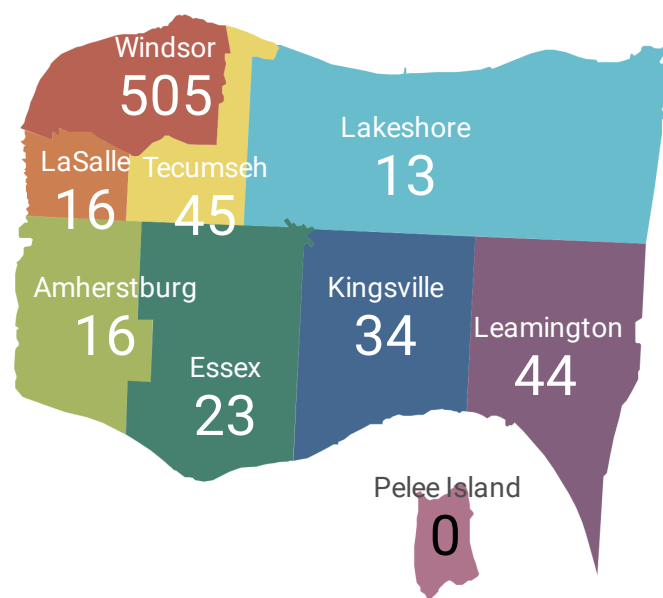 Windsor
505
Lakeshore
13
LaSalle
16
Tecumseh
45
Amherstburg
16
Essex
23
Kingsville
34
Leamington
44
Pelee Island
0